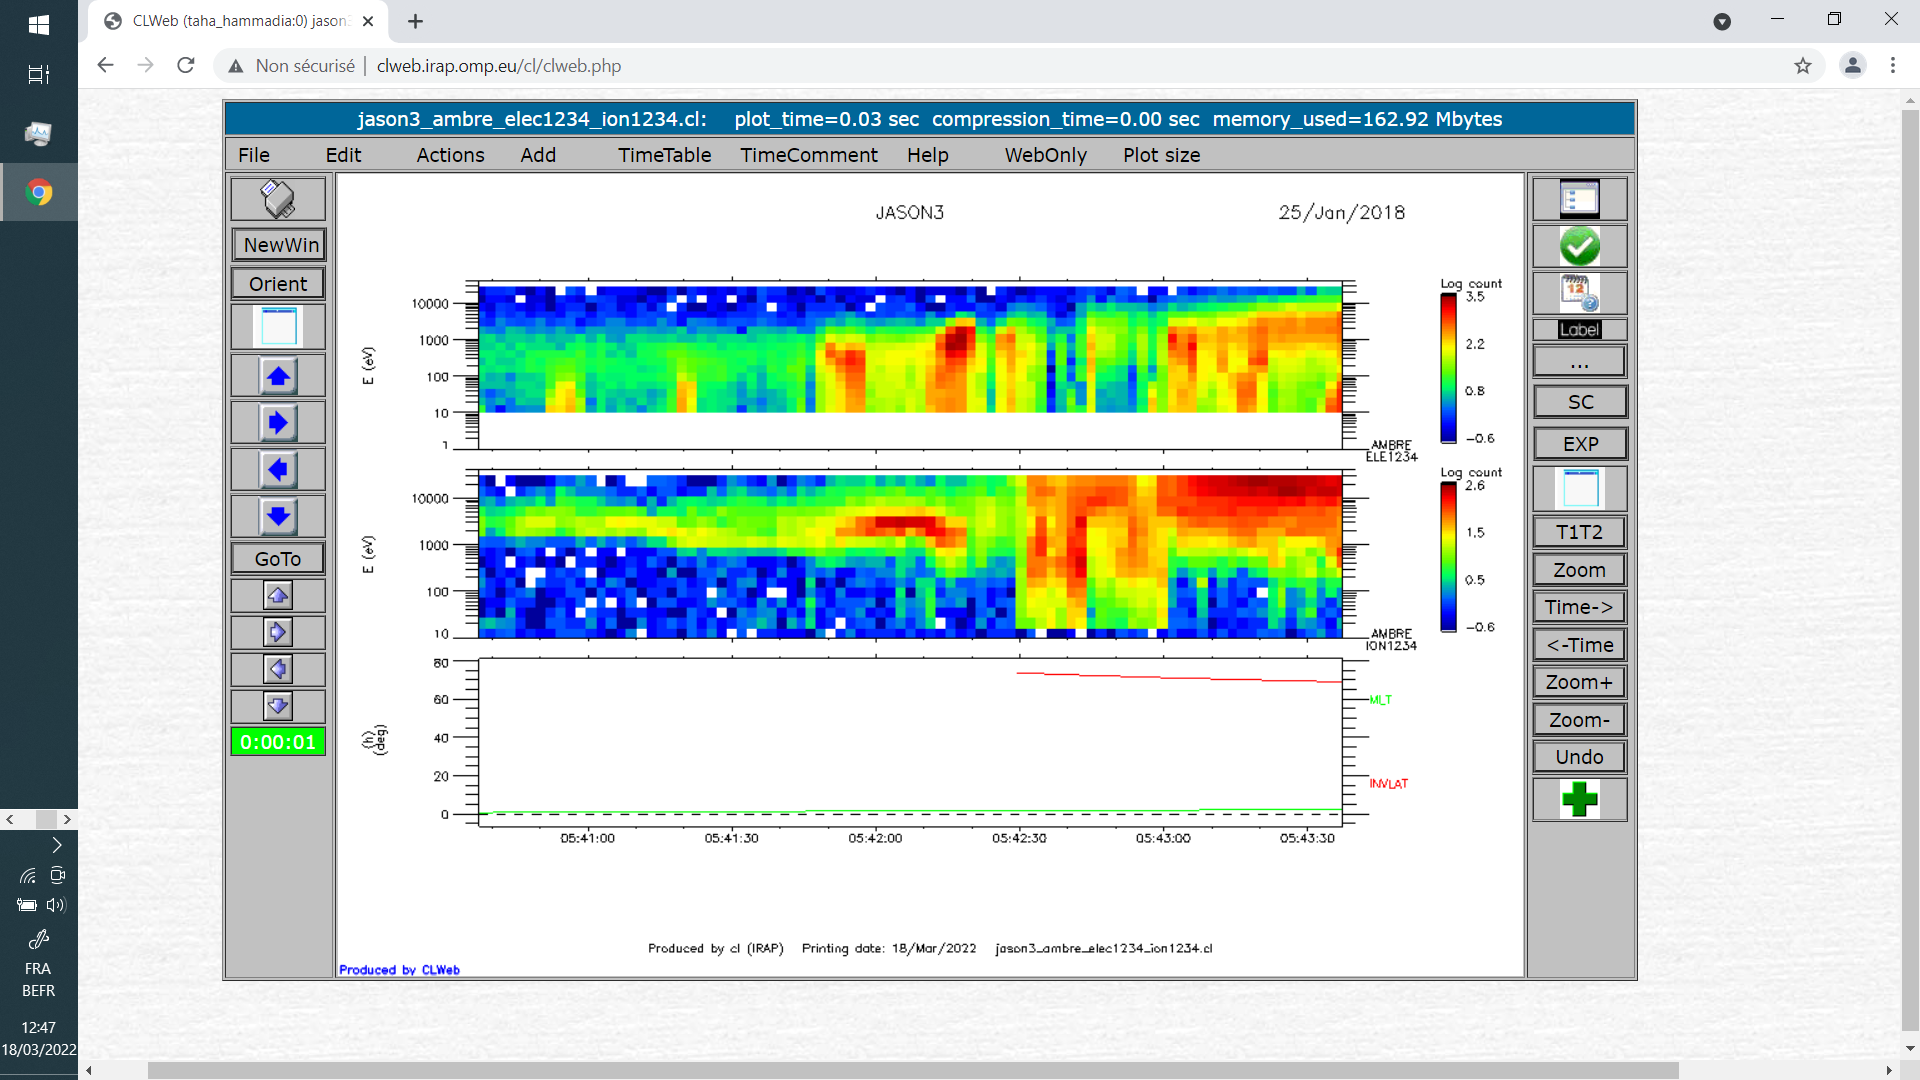 CLWeb (taha_hammadia:0) jason3
Non sécurisé | clweb.irap.omp.eu/cl/clweb.php
jason3_ambre_elec1234_ion1234.cl: plot_time=0.03 sec compression_time=0.00 sec memory_used=162.92 Mbytes
File Edit Actions Add TimeTable TimeComment Help WebOnly Plot size
NewWin
Orient
GoTo
0:00:01
JASON3 25/Jan/2018
E (eV)
10000
1000
100
10
1
Log count
3.5
2.2
0.8
-0.6
AMBRE
ELE1234
E (eV)
10000
1000
100
10
Log count
2.6
1.5
0.5
-0.6
AMBRE
ION1234
(h)
(deg)
80
60
40
20
0
MLT
INVLAT
05:41:00 05:41:30 05:42:00 05:42:30 05:43:00 05:43:30
Produced by cl (IRAP) Printing date: 18/Mar/2022 jason3_ambre_elec1234_ion1234.cl
Produced by CLWeb
12
Label
...
SC
EXP
T1T2
Zoom
Time->
<-Time
Zoom+
Zoom-
Undo
FRA
BEFR
12:47
18/03/2022